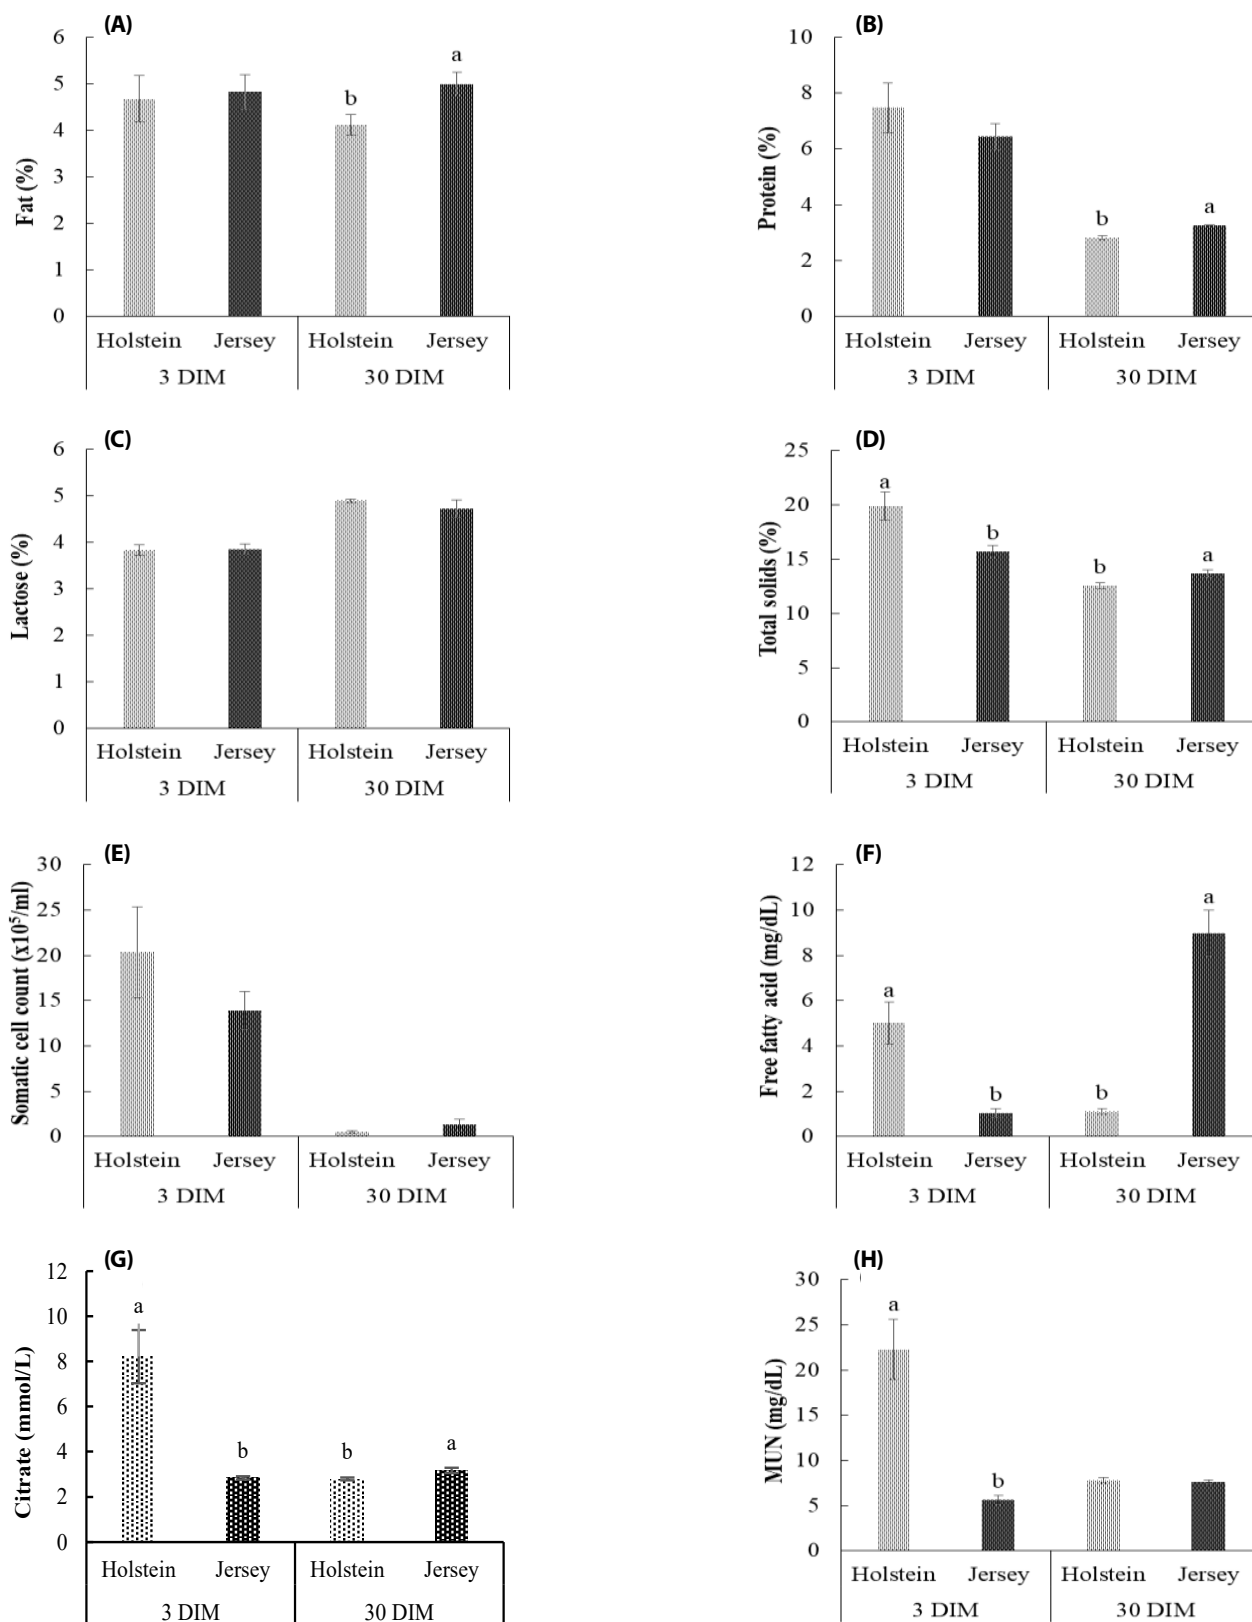 (A)
Fat (%)
6
5
4
3
2
1
0
b
a
Holstein Jersey Holstein Jersey
3 DIM 30 DIM
(B)
Protein (%)
10
8
6
4
2
0
b
a
Holstein Jersey Holstein Jersey
3 DIM 30 DIM
(C)
Lactose (%)
6
5
4
3
2
1
0
Holstein Jersey Holstein Jersey
3 DIM 30 DIM
(D)
Total solids (%)
25
20
15
10
5
0
a
b
b
a
Holstein Jersey Holstein Jersey
3 DIM 30 DIM
(E)
Somatic cell count (x10⁵/ml)
30
25
20
15
10
5
0
Holstein Jersey Holstein Jersey
3 DIM 30 DIM
(F)
Free fatty acid (mg/dL)
12
10
8
6
4
2
0
a
b
b
a
Holstein Jersey Holstein Jersey
3 DIM 30 DIM
(G)
Citrate (mmol/L)
12
10
8
6
4
2
0
a
b
b
a
Holstein Jersey Holstein Jersey
3 DIM 30 DIM
(H)
MUN (mg/dL)
30
25
20
15
10
5
0
a
b
Holstein Jersey Holstein Jersey
3 DIM 30 DIM